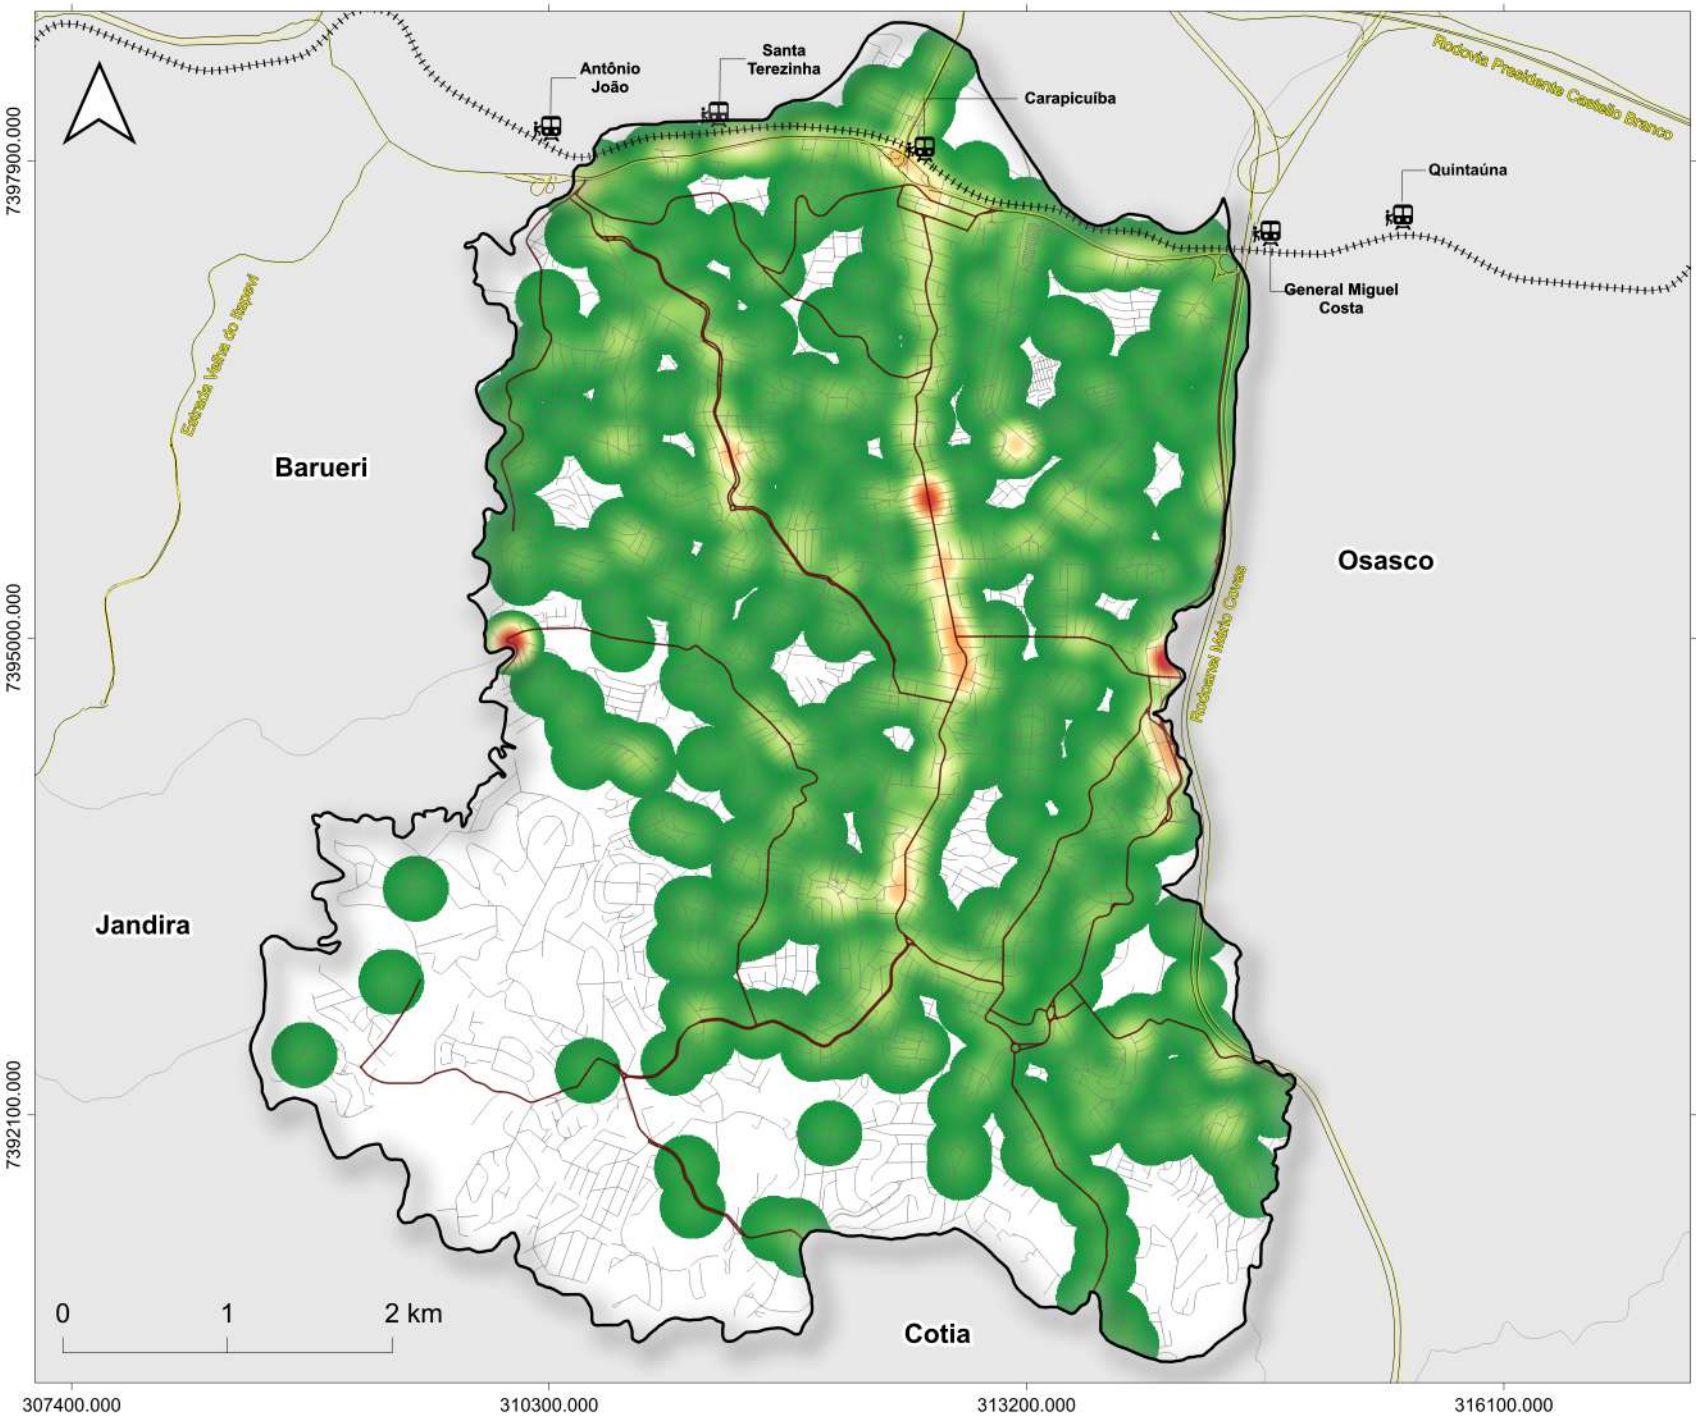 Santa
Terezinha
Antônio
João
Carapicuíba
Rodovia Presidente Castello Branco
Quintaúna
General Miguel
Costa
Estrada Velha do Itapevi
Barueri
Osasco
Rodoanel Mário Covas
Jandira
Cotia
0 1 2 km
7397900.000
7395000.000
7392100.000
307400.000 310300.000 313200.000 316100.000